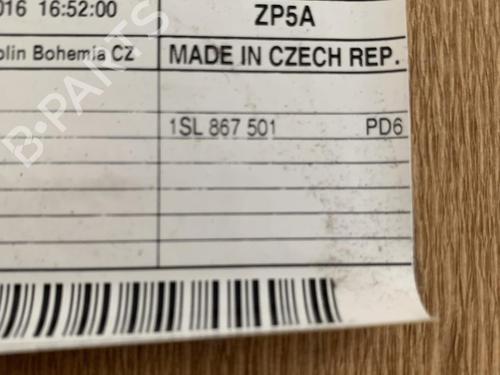 016 16:52:00
ZP5A
olin Bohemia CZ
MADE IN CZECH REP.
1SL 867 501 PD6
B-PARTS